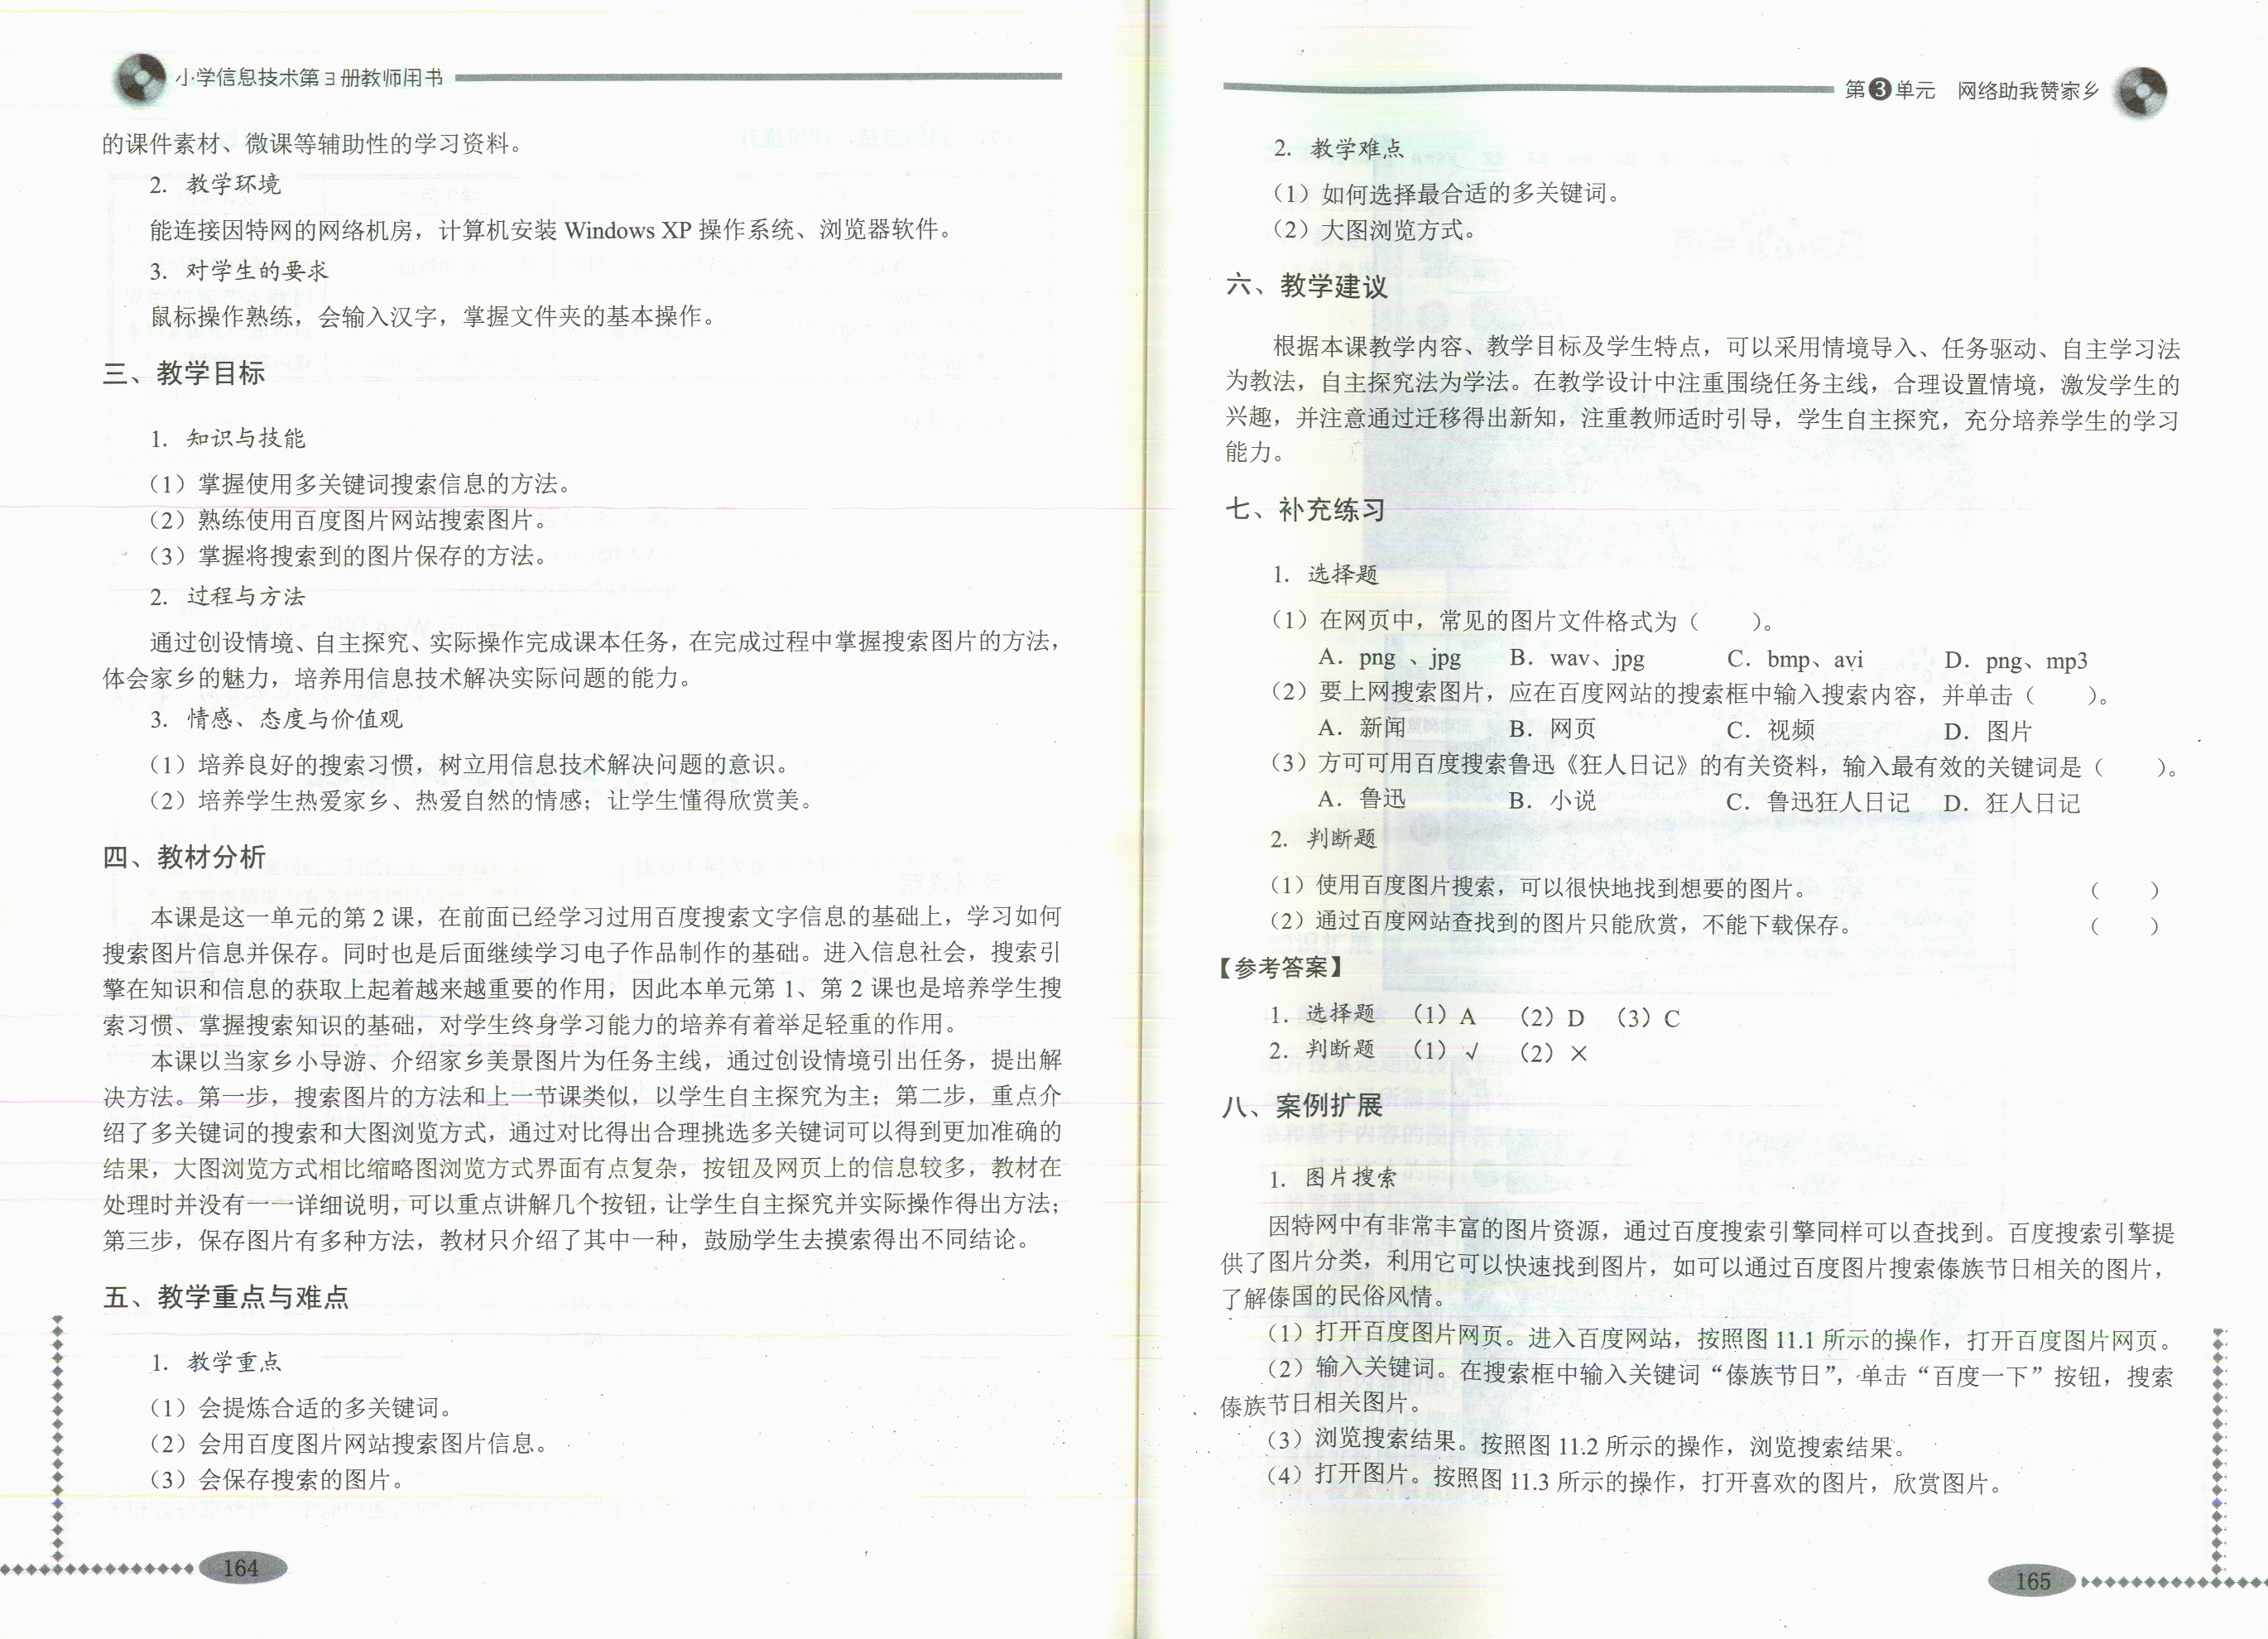 小学信息技术第3册教师用书
的课件素材、微课等辅助性的学习资料。
2. 教学环境
能连接因特网的网络机房，计算机安装 Windows XP 操作系统、浏览器软件。
3. 对学生的要求
鼠标操作熟练，会输入汉字，掌握文件夹的基本操作。
三、教学目标
1. 知识与技能
（1）掌握使用多关键词搜索信息的方法。
（2）熟练使用百度图片网站搜索图片。
（3）掌握将搜索到的图片保存的方法。
2. 过程与方法
通过创设情境、自主探究、实际操作完成课本任务，在完成过程中掌握搜索图片的方法，
体会家乡的魅力，培养用信息技术解决实际问题的能力。
3. 情感、态度与价值观
（1）培养良好的搜索习惯，树立用信息技术解决问题的意识。
（2）培养学生热爱家乡、热爱自然的情感；让学生懂得欣赏美。
四、教材分析
本课是这一单元的第 2 课，在前面已经学习过用百度搜索文字信息的基础上，学习如何
搜索图片信息并保存。同时也是后面继续学习电子作品制作的基础。进入信息社会，搜索引
擎在知识和信息的获取上起着越来越重要的作用，因此本单元第 1、第 2 课也是培养学生搜
索习惯、掌握搜索知识的基础，对学生终身学习能力的培养有着举足轻重的作用。
本课以当家乡小导游、介绍家乡美景图片为任务主线，通过创设情境引出任务，提出解
决方法。第一步，搜索图片的方法和上一节课类似，以学生自主探究为主；第二步，重点介
绍了多关键词的搜索和大图浏览方式，通过对比得出合理挑选多关键词可以得到更加准确的
结果，大图浏览方式相比缩略图浏览方式界面有点复杂，按钮及网页上的信息较多，教材在
处理时并没有一一详细说明，可以重点讲解几个按钮，让学生自主探究并实际操作得出方法；
第三步，保存图片有多种方法，教材只介绍了其中一种，鼓励学生去摸索得出不同结论。
五、教学重点与难点
1. 教学重点
（1）会提炼合适的多关键词。
（2）会用百度图片网站搜索图片信息。
（3）会保存搜索的图片。
164
第3单元 网络助我赞家乡
2. 教学难点
（1）如何选择最合适的多关键词。
（2）大图浏览方式。
六、教学建议
根据本课教学内容、教学目标及学生特点，可以采用情境导入、任务驱动、自主学习法
为教法，自主探究法为学法。在教学设计中注重围绕任务主线，合理设置情境，激发学生的
兴趣，并注意通过迁移得出新知，注重教师适时引导，学生自主探究，充分培养学生的学习
能力。
七、补充练习
1. 选择题
（1）在网页中，常见的图片文件格式为（ ）。
A. png 、jpg B. wav、jpg C. bmp、avi D. png、mp3
（2）要上网搜索图片，应在百度网站的搜索框中输入搜索内容，并单击（ ）。
A. 新闻 B. 网页 C. 视频 D. 图片
（3）方可可用百度搜索鲁迅《狂人日记》的有关资料，输入最有效的关键词是（ ）。
A. 鲁迅 B. 小说 C. 鲁迅狂人日记 D. 狂人日记
2. 判断题
（1）使用百度图片搜索，可以很快地找到想要的图片。 （ ）
（2）通过百度网站查找到的图片只能欣赏，不能下载保存。 （ ）
【参考答案】
1. 选择题 （1）A （2）D （3）C
2. 判断题 （1）√ （2）×
八、案例扩展
1. 图片搜索
因特网中有非常丰富的图片资源，通过百度搜索引擎同样可以查找到。百度搜索引擎提
供了图片分类，利用它可以快速找到图片，如可以通过百度图片搜索傣族节日相关的图片，
了解傣国的民俗风情。
（1）打开百度图片网页。进入百度网站，按照图 11.1 所示的操作，打开百度图片网页。
（2）输入关键词。在搜索框中输入关键词“傣族节日”，单击“百度一下”按钮，搜索
傣族节日相关图片。
（3）浏览搜索结果。按照图 11.2 所示的操作，浏览搜索结果。
（4）打开图片。按照图 11.3 所示的操作，打开喜欢的图片，欣赏图片。
165